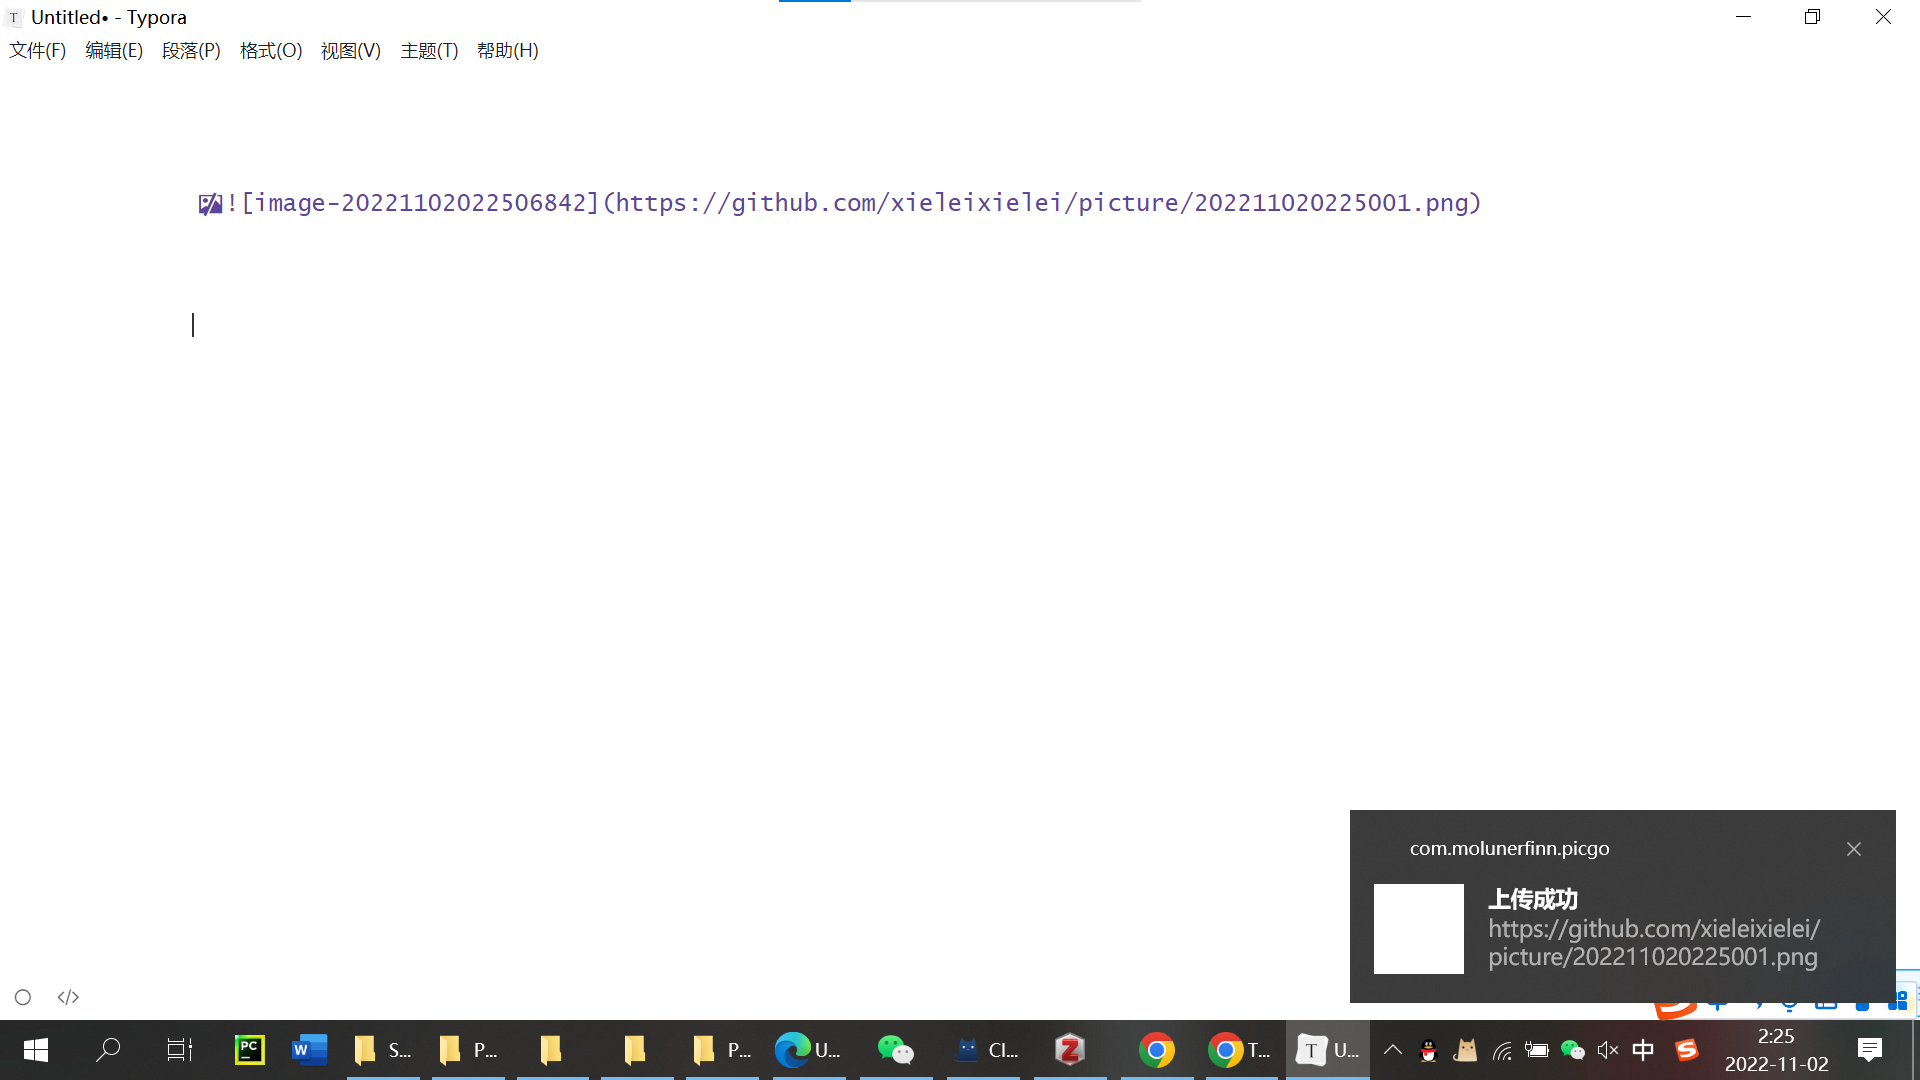 Untitled• - Typora
文件(F) 编辑(E) 段落(P) 格式(O) 视图(V) 主题(T) 帮助(H)
![image-20221102022506842](https://github.com/xieleixielei/picture/202211020225001.png)
com.molunerfinn.picgo
上传成功
https://github.com/xieleixielei/
picture/202211020225001.png
S... P... P... U... Cl... T... U... 中 2:25
2022-11-02